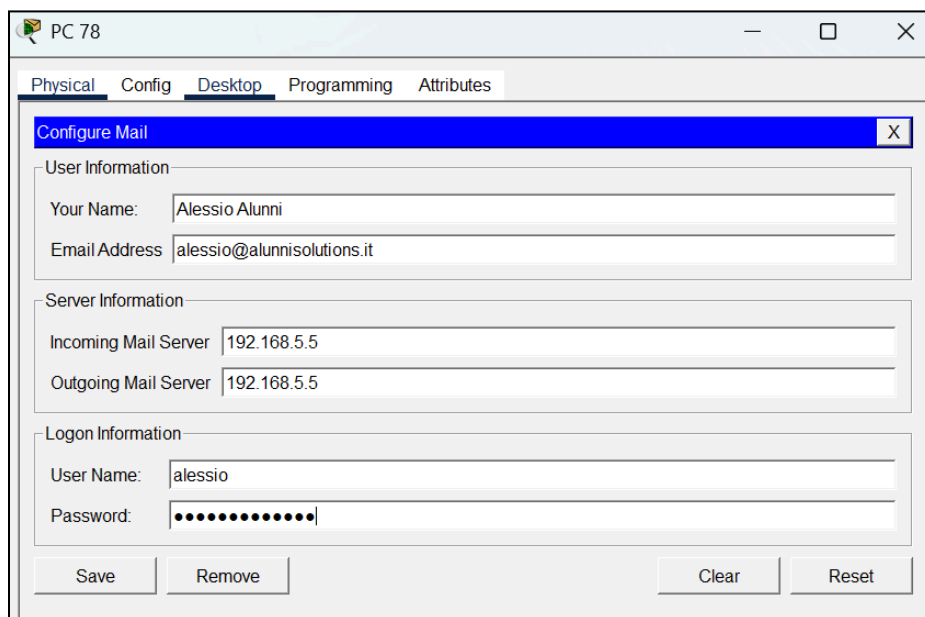 PC 78
Physical Config Desktop Programming Attributes
Configure Mail X
User Information
Your Name: Alessio Alunni
Email Address alessio@alunnisolutions.it
Server Information
Incoming Mail Server 192.168.5.5
Outgoing Mail Server 192.168.5.5
Logon Information
User Name: alessio
Password: ●●●●●●●●●●●●●
Save Remove Clear Reset